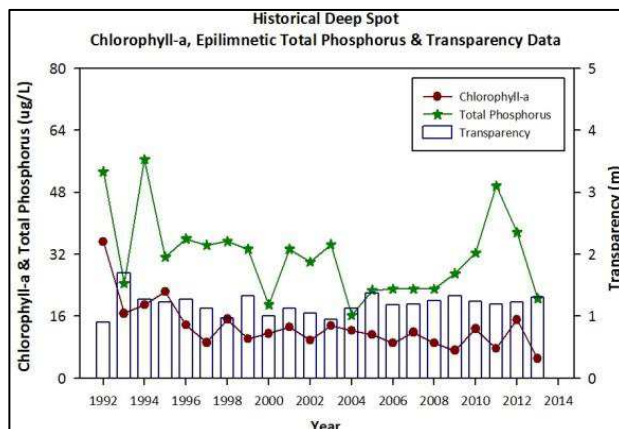 Historical Deep Spot
Chlorophyll-a, Epilimnetic Total Phosphorus & Transparency Data
80
64
48
32
16
0
Chlorophyll-a & Total Phosphorus (ug/L)
Chlorophyll-a
Total Phosphorus
Transparency
5
4
3
2
1
0
Transparency (m)
1992 1994 1996 1998 2000 2002 2004 2006 2008 2010 2012 2014
Year